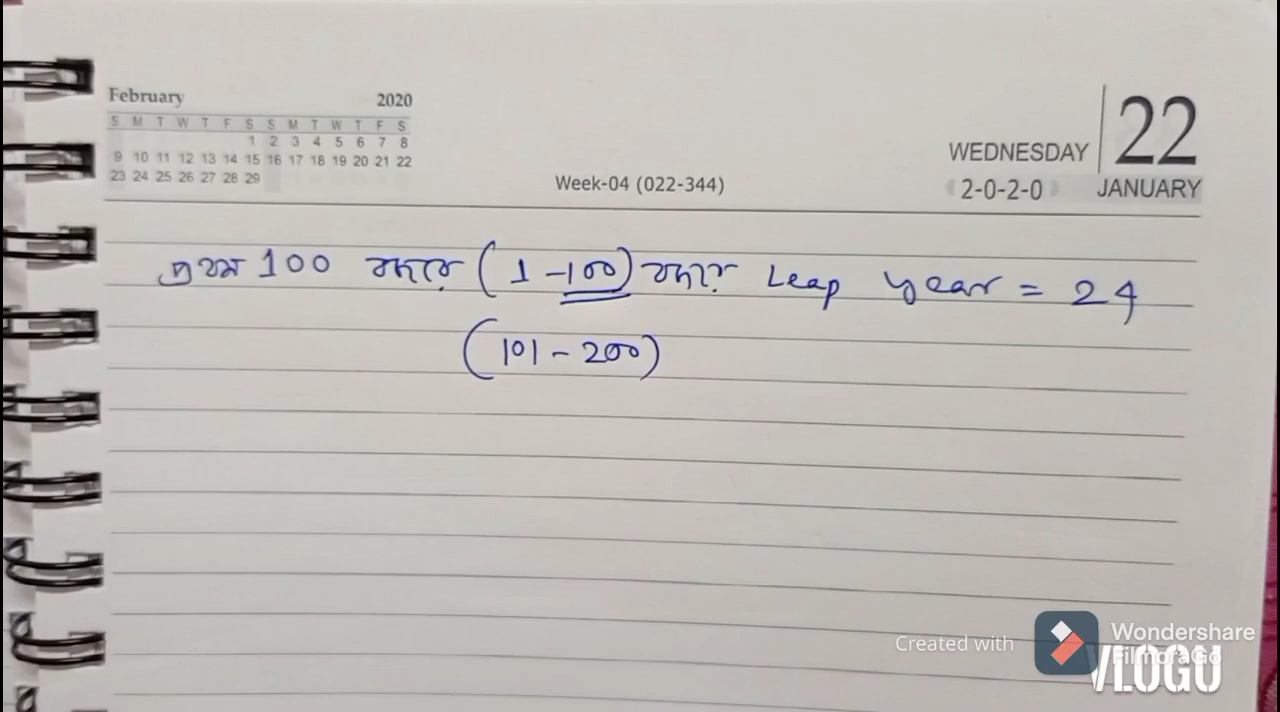 February 2020
S M T W T F S S M T W T F S
1 2 3 4 5 6 7 8
9 10 11 12 13 14 15 16 17 18 19 20 21 22
23 24 25 26 27 28 29
Week-04 (022-344)
WEDNESDAY
2-0-2-0
22
JANUARY
প্রথম 100 বছরে (1 - 100) বছরে Leap year = 24
(101 - 200)
Created with
Wondershare
FilmoraGo
VLOGU